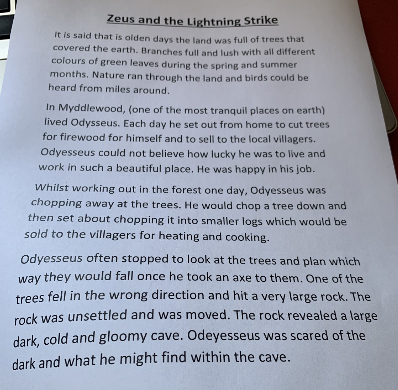 Zeus and the Lightning Strike
It is said that is olden days the land was full of trees that
covered the earth. Branches full and lush with all different
colours of green leaves during the spring and summer
months. Nature ran through the land and birds could be
heard from miles around.
In Myddlewood, (one of the most tranquil places on earth)
lived Odysseus. Each day he set out from home to cut trees
for firewood for himself and to sell to the local villagers.
Odyesseus could not believe how lucky he was to live and
work in such a beautiful place. He was happy in his job.
Whilst working out in the forest one day, Odyesseus was
chopping away at the trees. He would chop a tree down and
then set about chopping it into smaller logs which would be
sold to the villagers for heating and cooking.
Odyesseus often stopped to look at the trees and plan which
way they would fall once he took an axe to them. One of the
trees fell in the wrong direction and hit a very large rock. The
rock was unsettled and was moved. The rock revealed a large
dark, cold and gloomy cave. Odeyesseus was scared of the
dark and what he might find within the cave.